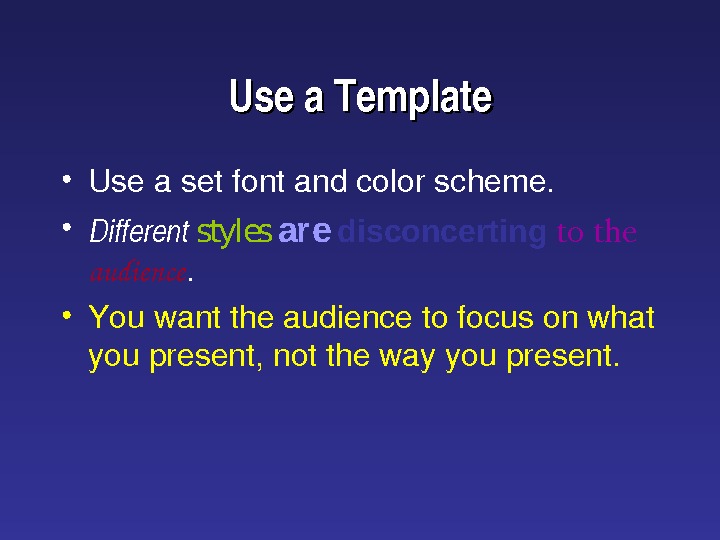 Use a Template
• Use a set font and color scheme.
• Different styles are disconcerting to the
audience.
• You want the audience to focus on what
you present, not the way you present.